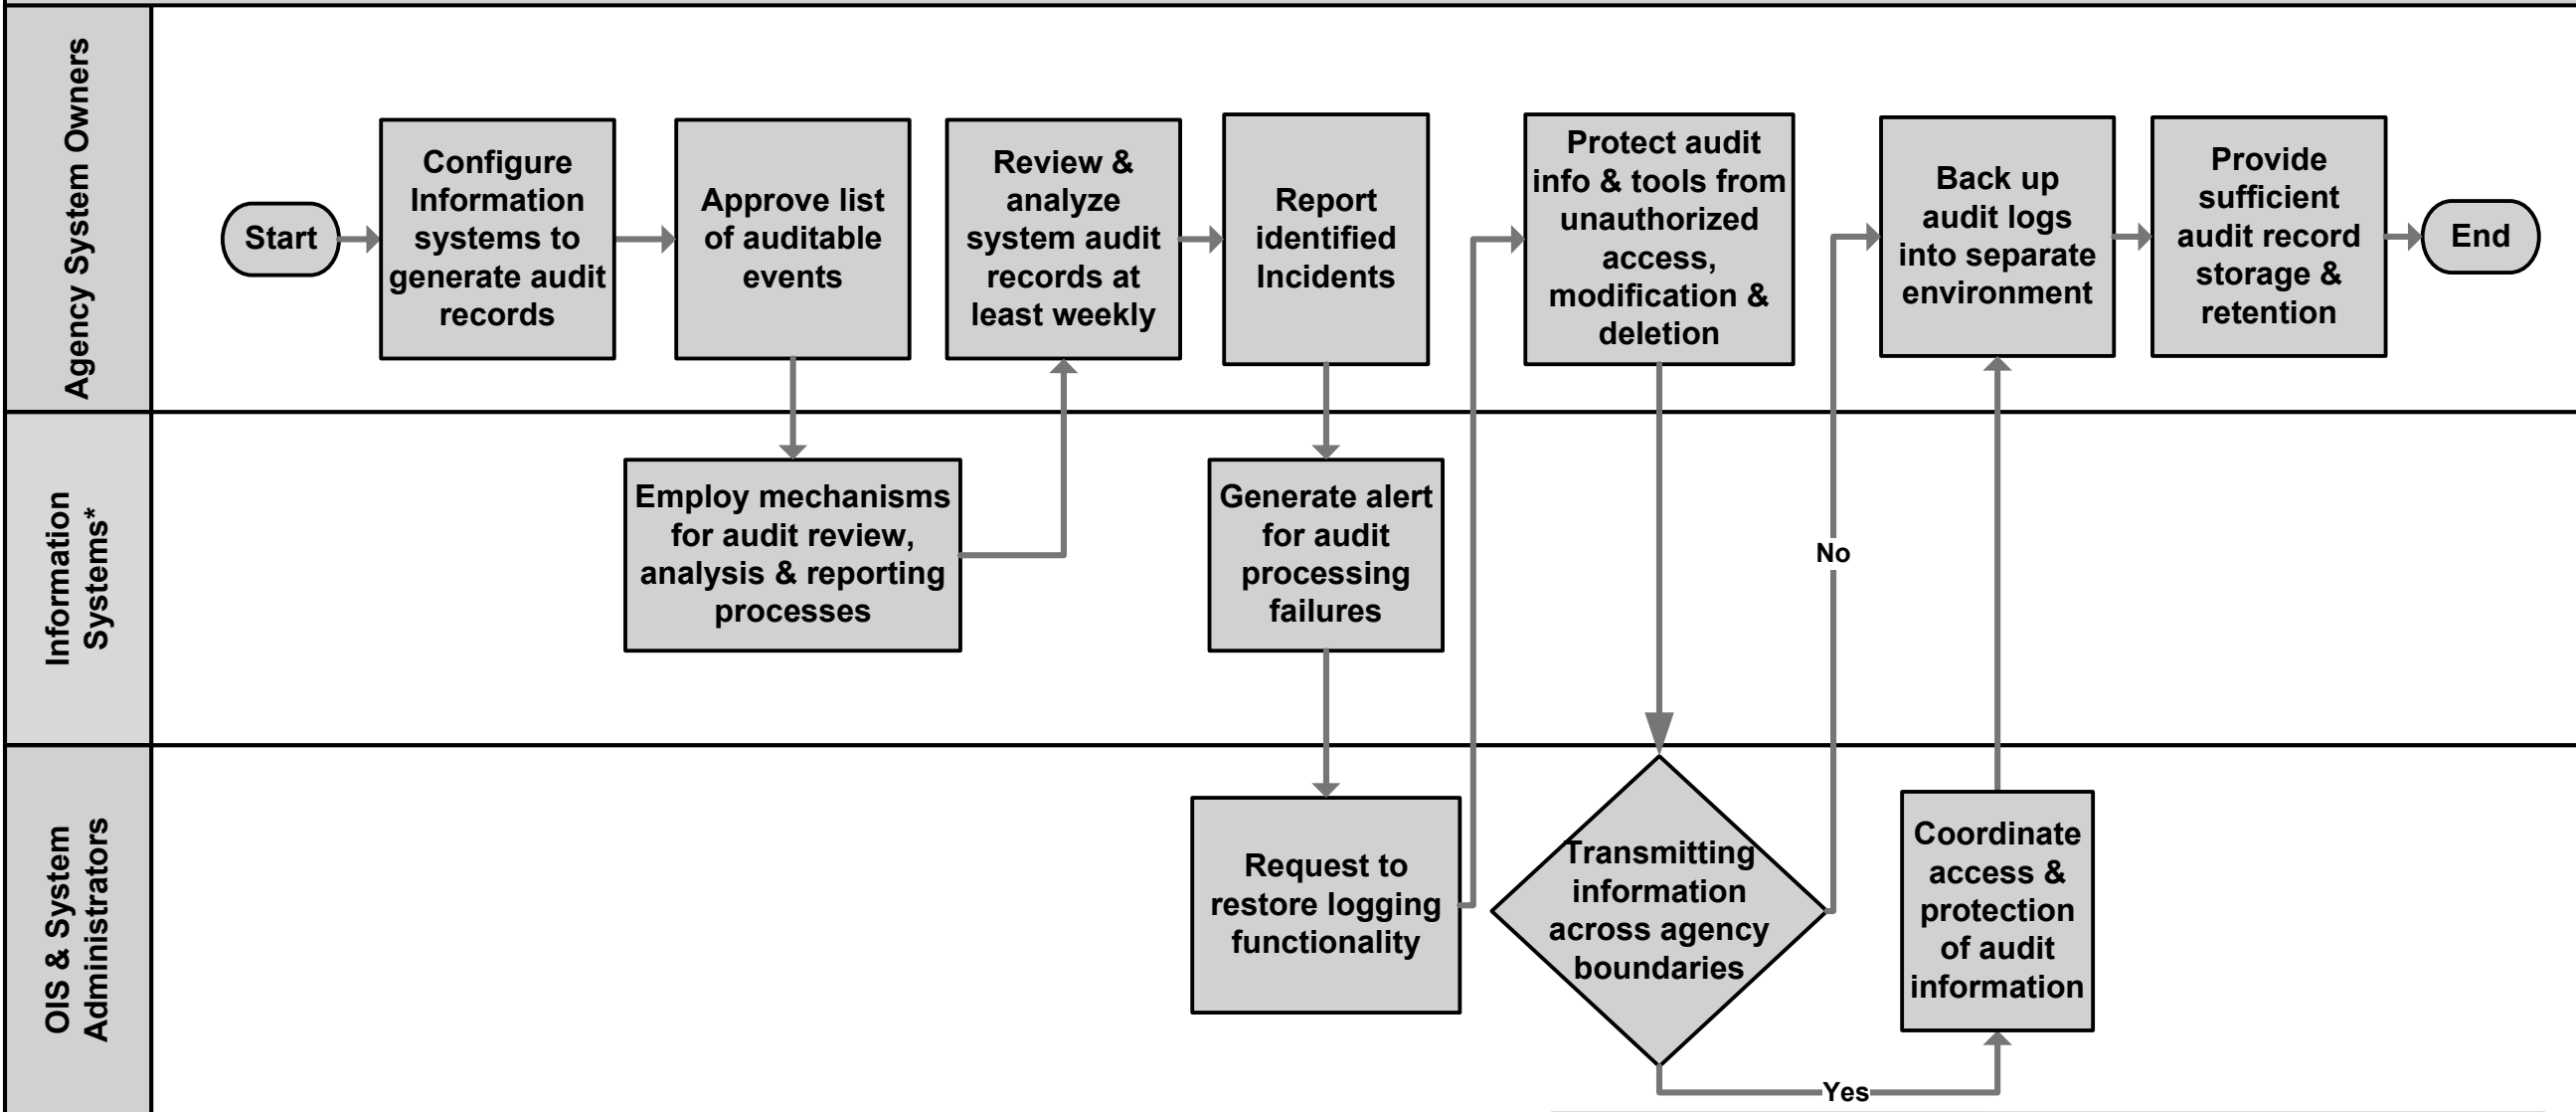 Agency System Owners
Start
Configure
Information
systems to
generate audit
records
Approve list
of auditable
events
Review &
analyze
system audit
records at
least weekly
Report
identified
Incidents
Protect audit
info & tools from
unauthorized
access,
modification &
deletion
Back up
audit logs
into separate
environment
Provide
sufficient
audit record
storage &
retention
End
Information
Systems*
Employ mechanisms
for audit review,
analysis & reporting
processes
Generate alert
for audit
processing
failures
No
OIS & System
Administrators
Request to
restore logging
functionality
Transmitting
information
across agency
boundaries
Coordinate
access &
protection
of audit
information
Yes